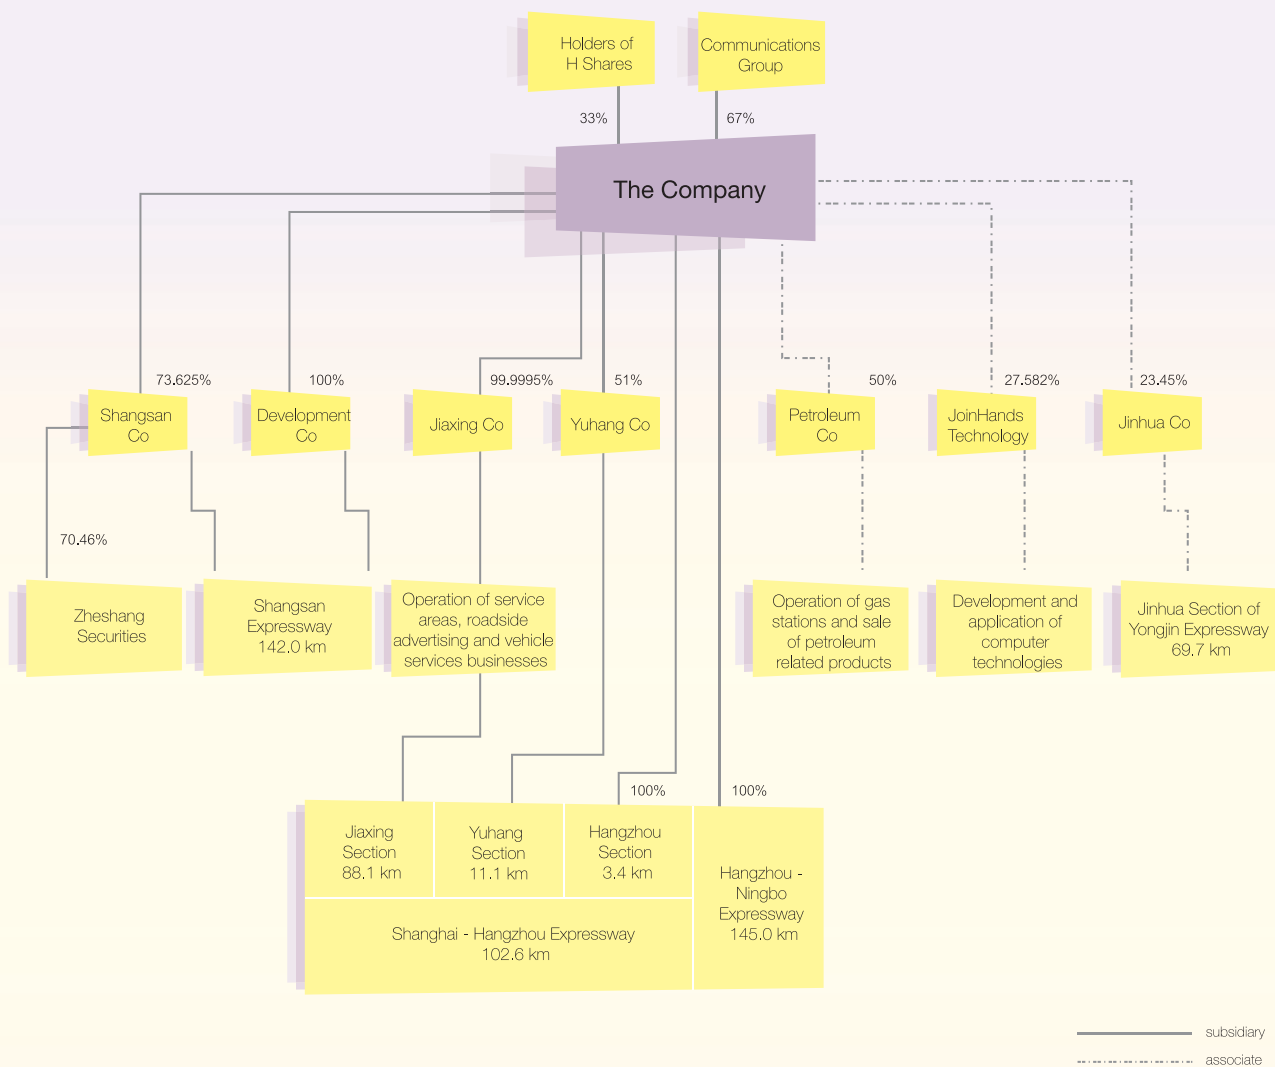 Holders of
H Shares
Communications
Group
33%
67%
The Company
73.625%
100%
99.9995%
51%
50%
27.582%
23.45%
Shangsan
Co
Development
Co
Jiaxing Co
Yuhang Co
Petroleum
Co
JoinHands
Technology
Jinhua Co
70.46%
Zheshang
Securities
Shangsan
Expressway
142.0 km
Operation of service
areas, roadside
advertising and vehicle
services businesses
Operation of gas
stations and sale
of petroleum
related products
Development and
application of
computer
technologies
Jinhua Section of
Yongjin Expressway
69.7 km
100%
100%
Jiaxing
Section
88.1 km
Yuhang
Section
11.1 km
Hangzhou
Section
3.4 km
Hangzhou -
Ningbo
Expressway
145.0 km
Shanghai - Hangzhou Expressway
102.6 km
subsidiary
associate